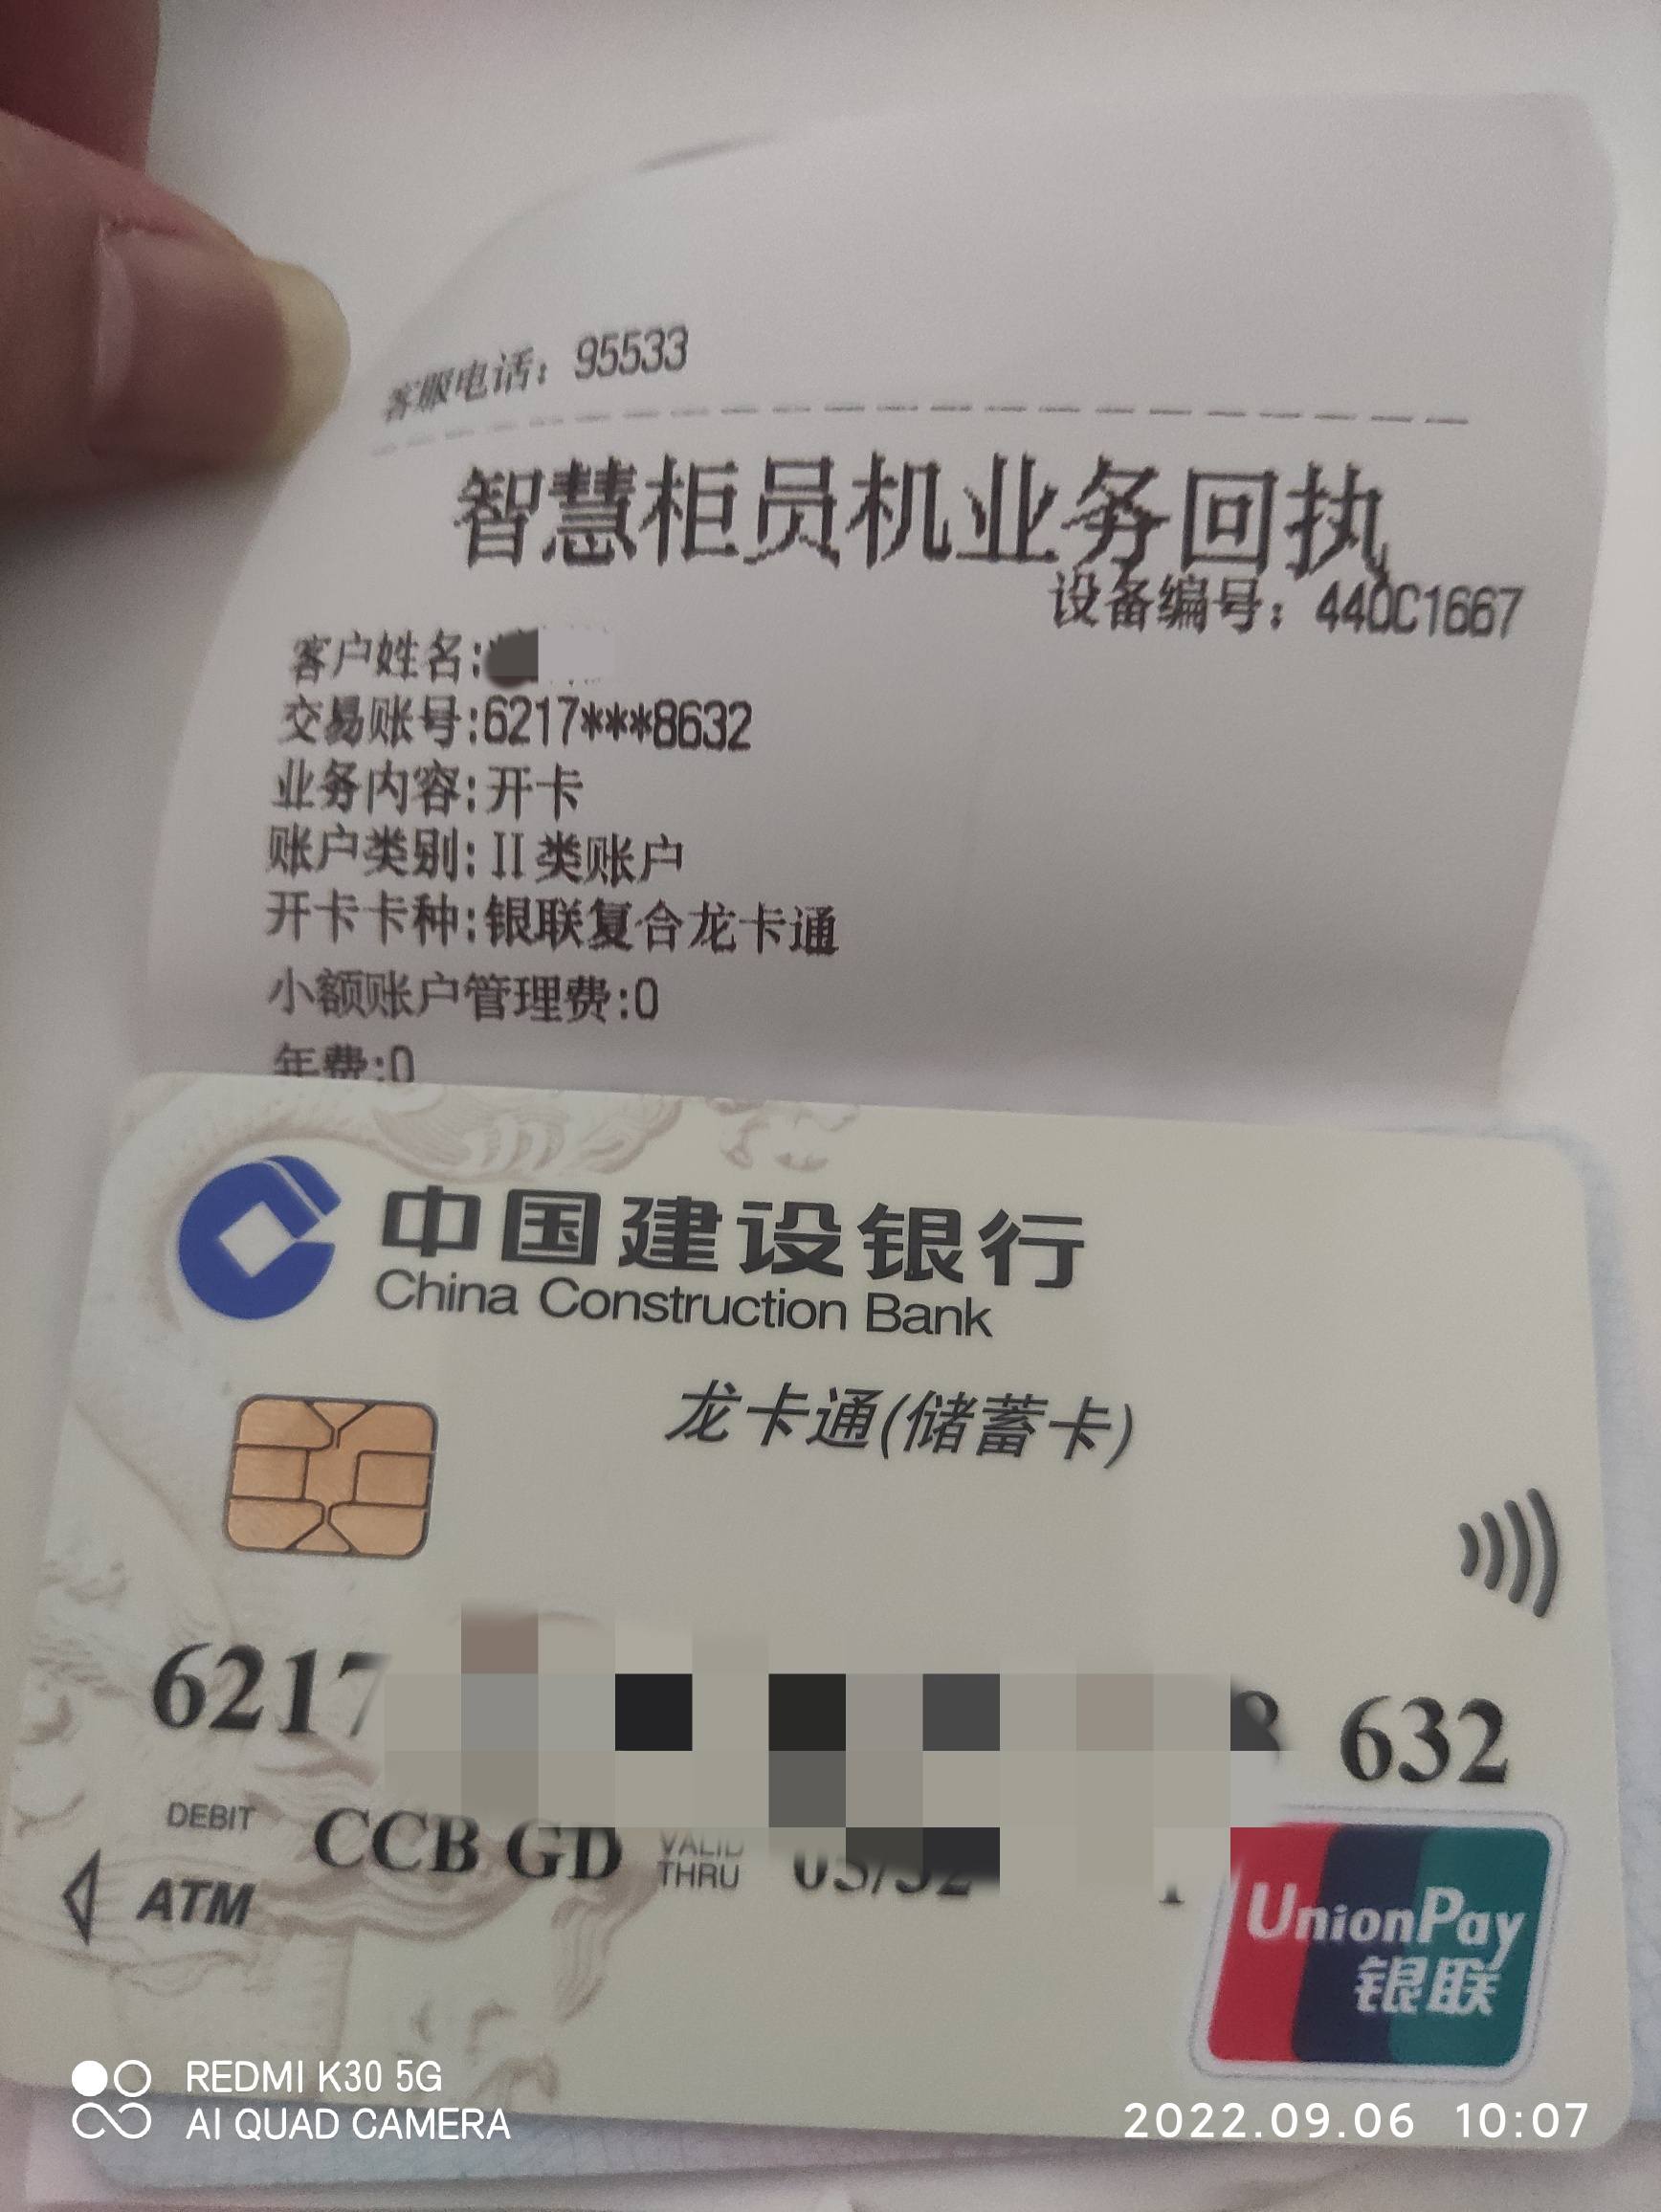 客服电话：95533
智慧柜员机业务回执
设备编号：440C1667
客户姓名:
交易账号:6217***8632
业务内容:开卡
账户类别:II类账户
开卡卡种:银联复合龙卡通
小额账户管理费:0
年费:0
中国建设银行
China Construction Bank
龙卡通(储蓄卡)
6217 632
DEBIT CCB GD VALID THRU
ATM
UnionPay
银联
REDMI K30 5G
AI QUAD CAMERA
2022.09.06 10:07